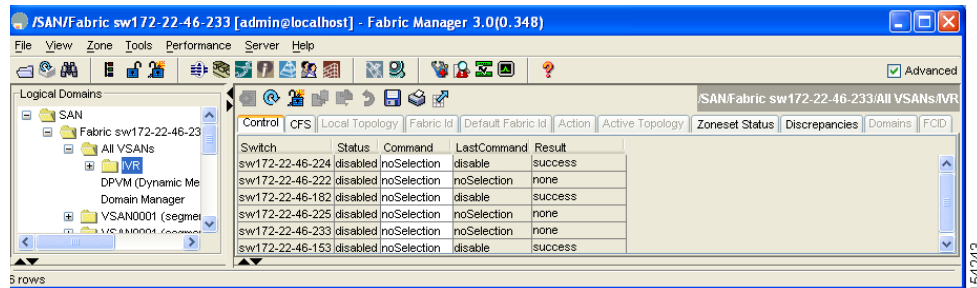 /SAN/Fabric sw172-22-46-233 [admin@localhost] - Fabric Manager 3.0(0.348)
File View Zone Tools Performance Server Help
Advanced
Logical Domains
SAN
Fabric sw172-22-46-23
All VSANs
IVR
DPVM (Dynamic Me
Domain Manager
VSAN0001 (segmen
/SAN/Fabric sw172-22-46-233/All VSANs/IVR
Control CFS Local Topology Fabric Id Default Fabric Id Action Active Topology Zoneset Status Discrepancies Domains FCID
Switch Status Command LastCommand Result
sw172-22-46-224 disabled noSelection disable success
sw172-22-46-222 disabled noSelection noSelection none
sw172-22-46-182 disabled noSelection disable success
sw172-22-46-225 disabled noSelection noSelection none
sw172-22-46-233 disabled noSelection noSelection none
sw172-22-46-153 disabled noSelection disable success
6 rows